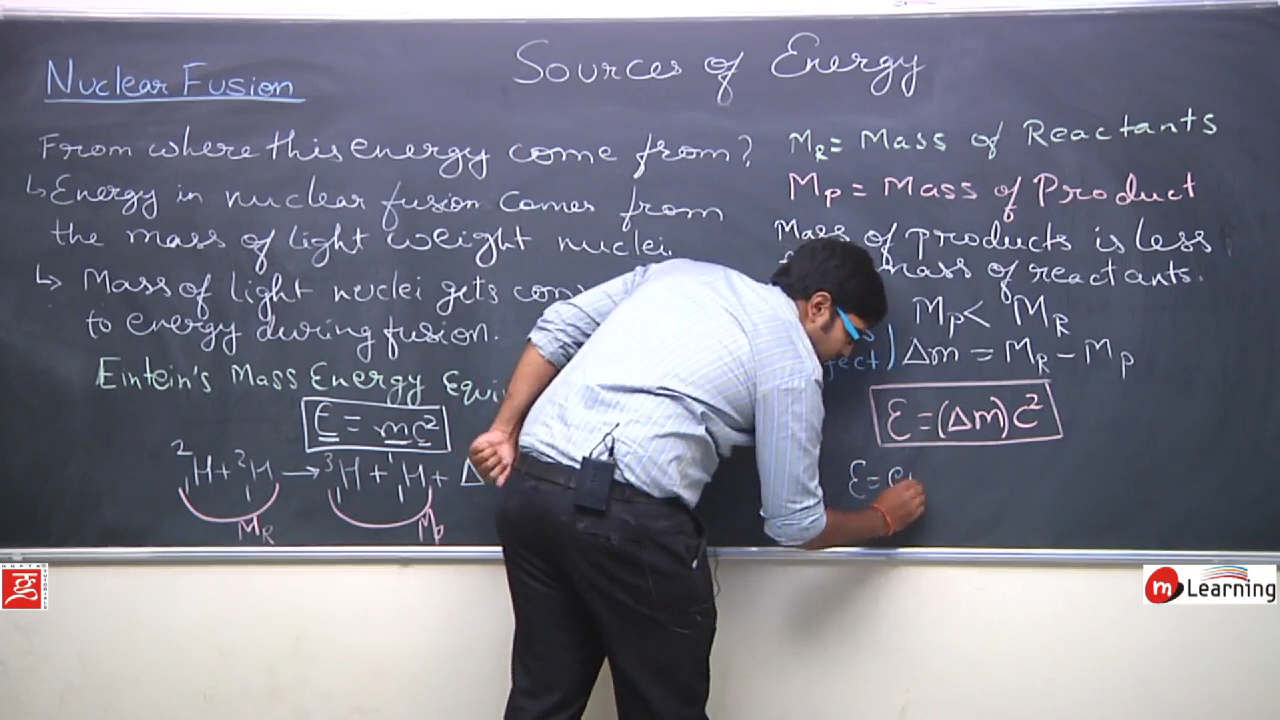 Nuclear Fusion
Sources of Energy
From where this energy come from?
↳ Energy in nuclear fusion comes from
the mass of light weight nuclei.
↳ Mass of light nuclei gets
to energy during fusion.
Eintein's Mass Energy
E = mc²
²₁H + ²₁H → ³₁H + ¹₁H + Δ
M_R M_P
M_R = Mass of Reactants
M_P = Mass of Product
Mass of products is less
mass of reactants.
M_P < M_R
Δm = M_R - M_P
E = (Δm)c²
E =
GUPTA TUTORIALS
m Learning